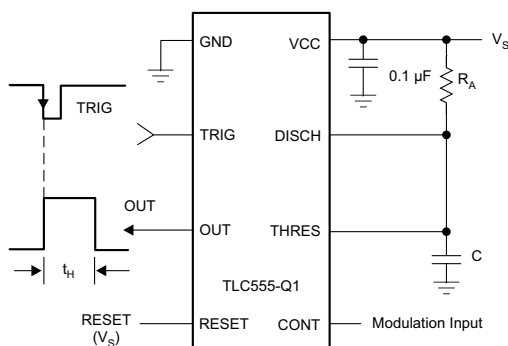 GND
VCC
V_S
0.1 µF
R_A
TRIG
TRIG
DISCH
OUT
OUT
THRES
t_H
C
TLC555-Q1
RESET
(V_S)
RESET
CONT
Modulation Input